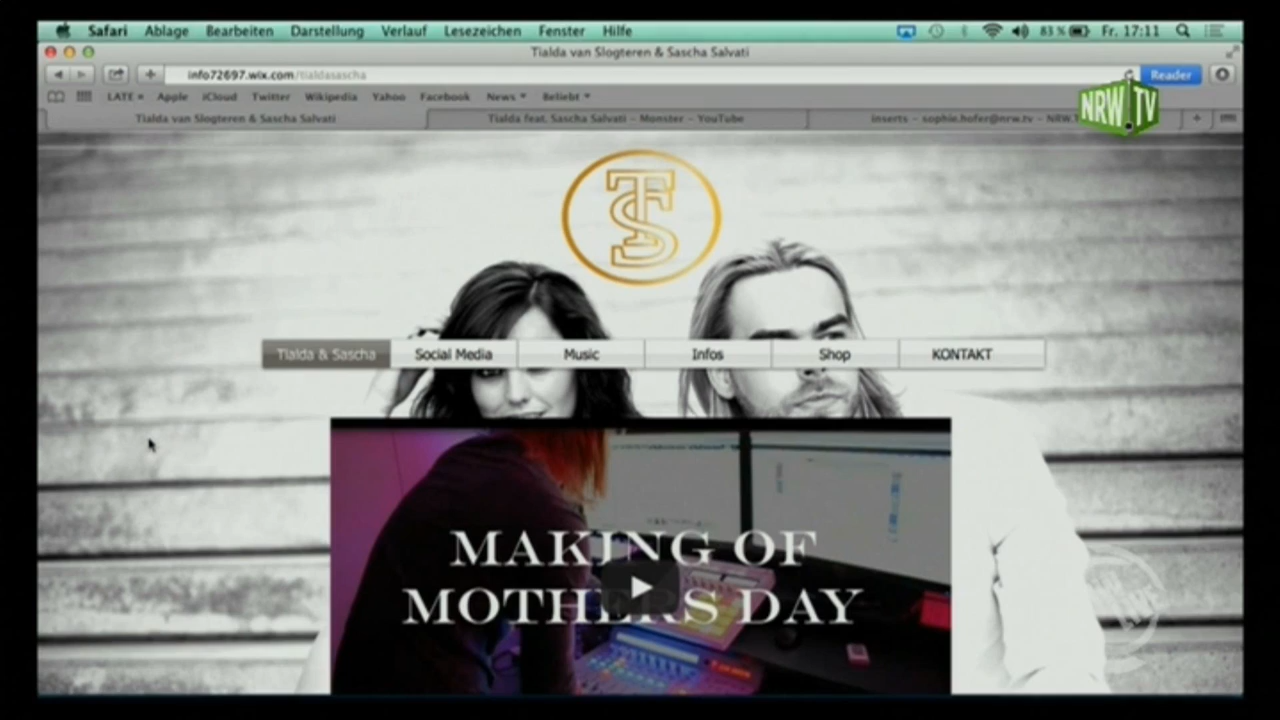 Safari Ablage Bearbeiten Darstellung Verlauf Lesezeichen Fenster Hilfe 83 % Fr. 17:11
Tialda van Slogteren & Sascha Salvati
info72697.wix.com/tialdasascha Reader
LATE Apple iCloud Twitter Wikipedia Yahoo Facebook News Beliebt
NRW.TV
Tialda van Slogteren & Sascha Salvati Tialda feat. Sascha Salvati – Monster – YouTube inserts – sophie.hofer@nrw.tv – NRW.T
TS
Tialda & Sascha Social Media Music Infos Shop KONTAKT
MAKING OF
MOTHERS DAY